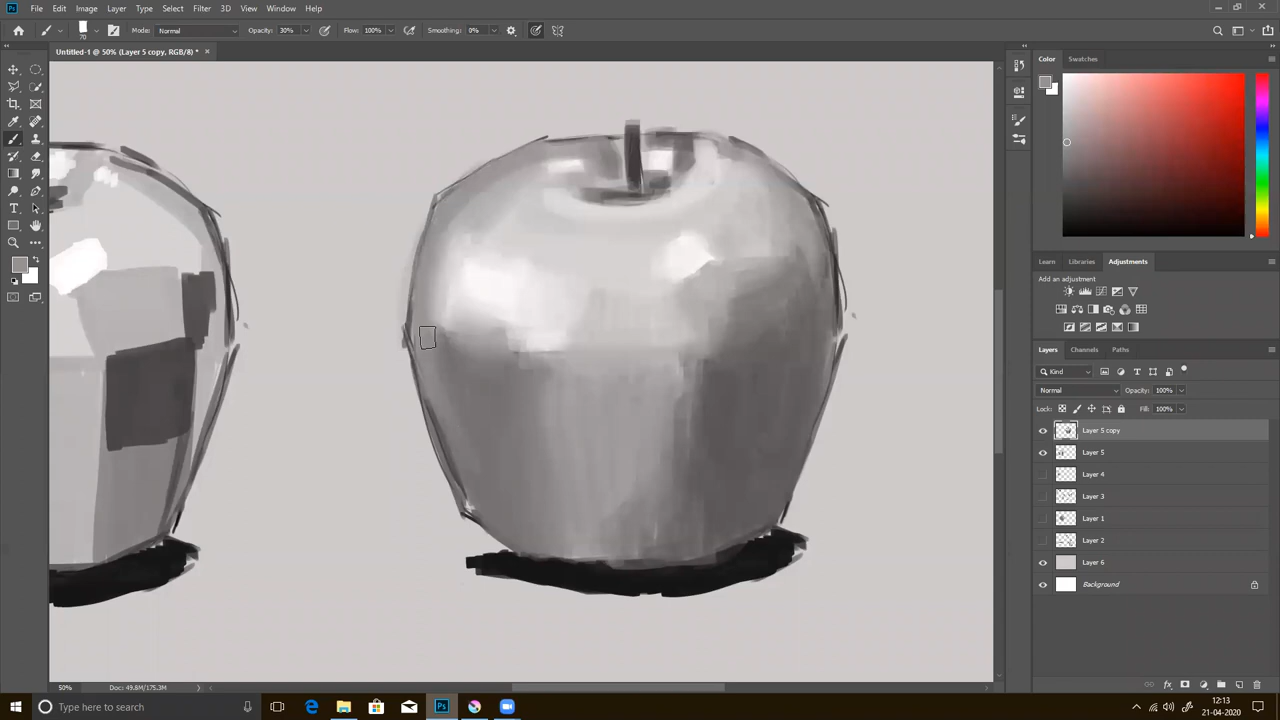 File Edit Image Layer Type Select Filter 3D View Window Help
70 Mode: Normal Opacity: 30% Flow: 100% Smoothing: 0%
Untitled-1 @ 50% (Layer 5 copy, RGB/8) * ×
Color Swatches
Learn Libraries Adjustments
Add an adjustment
Layers Channels Paths
Kind
Normal Opacity: 100%
Lock: Fill: 100%
Layer 5 copy
Layer 5
Layer 4
Layer 3
Layer 1
Layer 2
Layer 6
Background
50% Doc: 49.8M/175.3M
Type here to search
12:13
21-04-2020